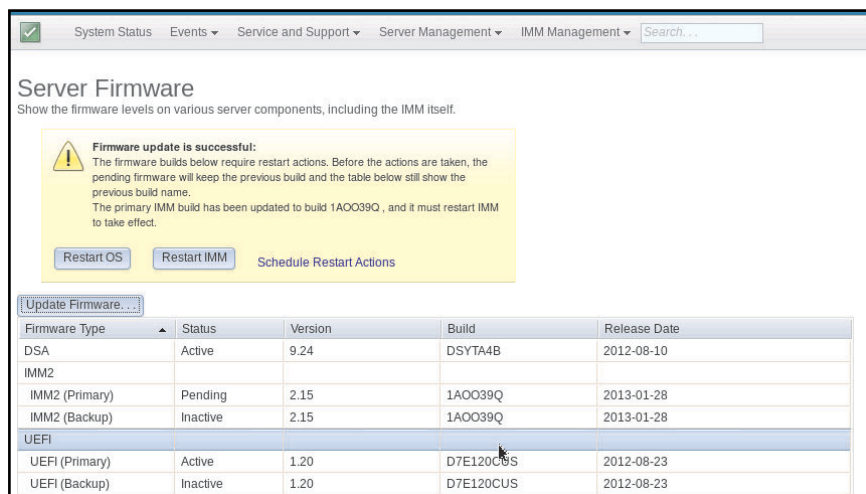 System Status Events Service and Support Server Management IMM Management Search. . .
Server Firmware
Show the firmware levels on various server components, including the IMM itself.
Firmware update is successful:
The firmware builds below require restart actions. Before the actions are taken, the
pending firmware will keep the previous build and the table below still show the
previous build name.
The primary IMM build has been updated to build 1AOO39Q , and it must restart IMM
to take effect.
Restart OS Restart IMM Schedule Restart Actions
Update Firmware. . .
Firmware Type Status Version Build Release Date
DSA Active 9.24 DSYTA4B 2012-08-10
IMM2
IMM2 (Primary) Pending 2.15 1AOO39Q 2013-01-28
IMM2 (Backup) Inactive 2.15 1AOO39Q 2013-01-28
UEFI
UEFI (Primary) Active 1.20 D7E120CUS 2012-08-23
UEFI (Backup) Inactive 1.20 D7E120CUS 2012-08-23